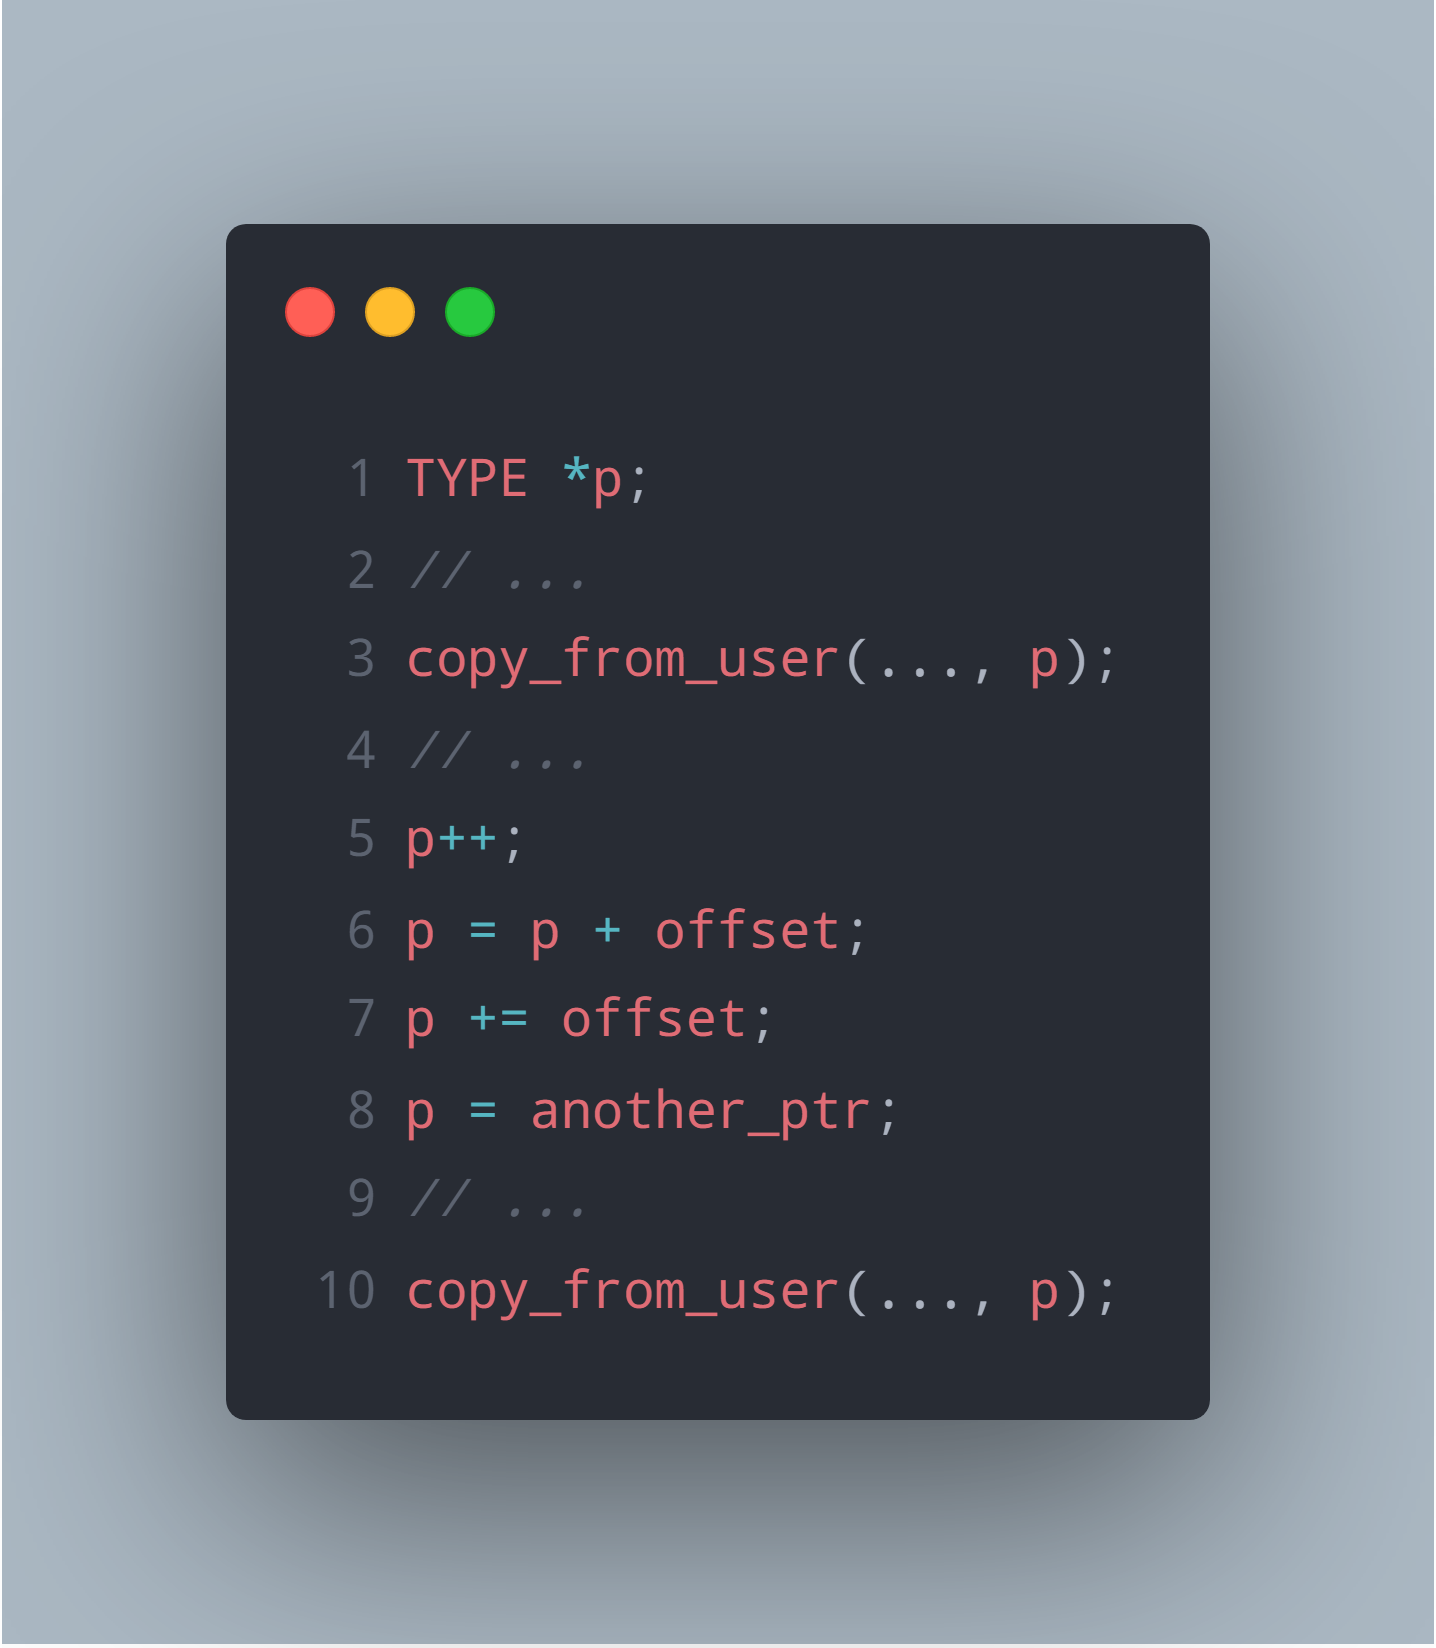 1 TYPE *p;
2 // ...
3 copy_from_user(..., p);
4 // ...
5 p++;
6 p = p + offset;
7 p += offset;
8 p = another_ptr;
9 // ...
10 copy_from_user(..., p);